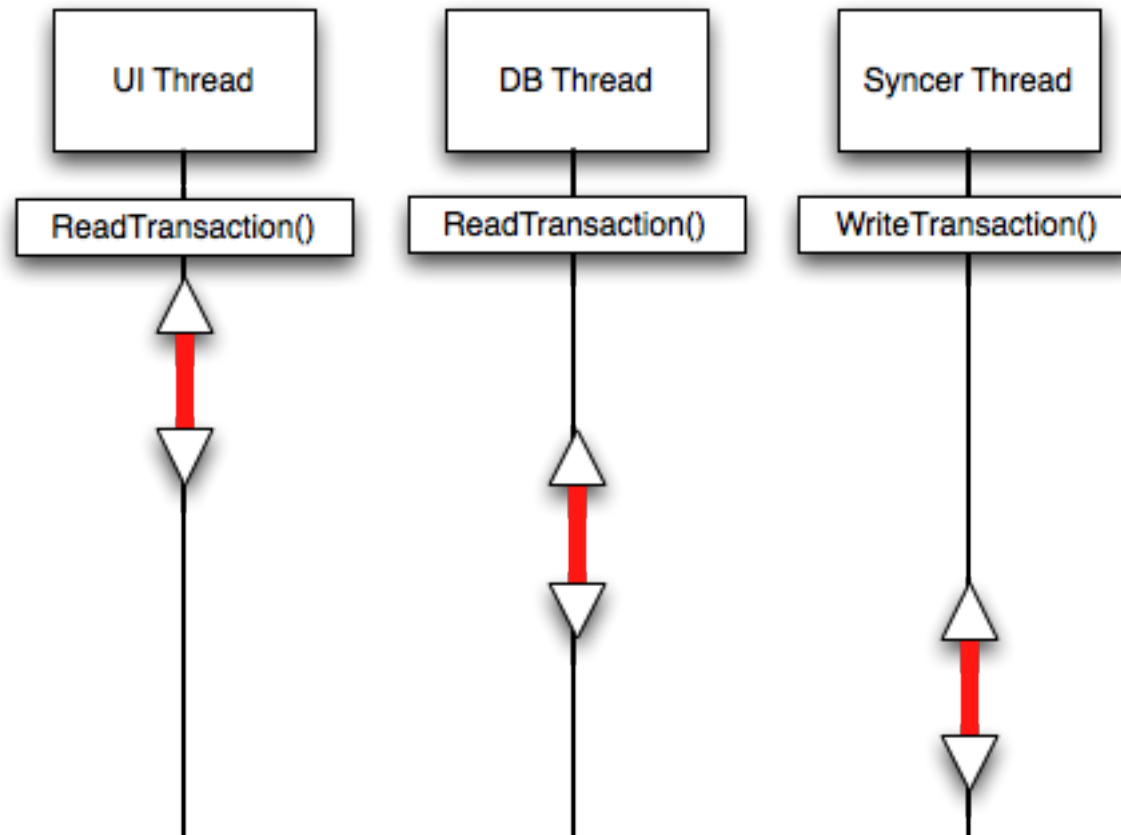 UI Thread
DB Thread
Syncer Thread
ReadTransaction()
ReadTransaction()
WriteTransaction()